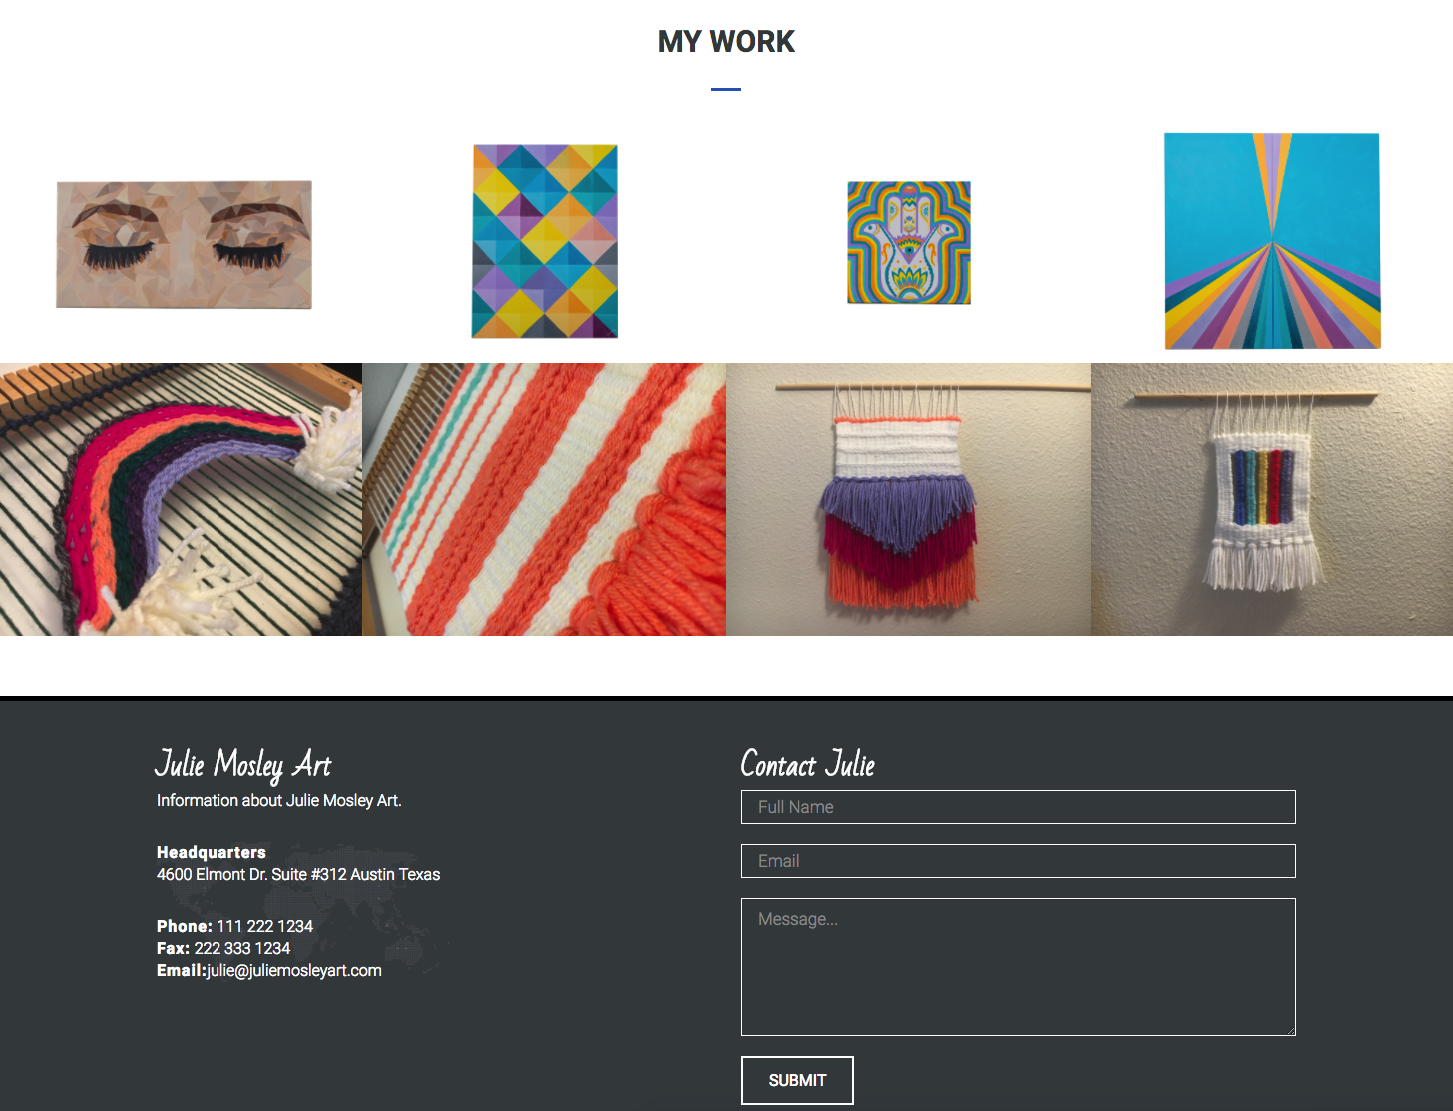 MY WORK
Julie Mosley Art
Information about Julie Mosley Art.
Headquarters
4600 Elmont Dr. Suite #312 Austin Texas
Phone: 111 222 1234
Fax: 222 333 1234
Email:julie@juliemosleyart.com
Contact Julie
Full Name
Email
Message...
SUBMIT